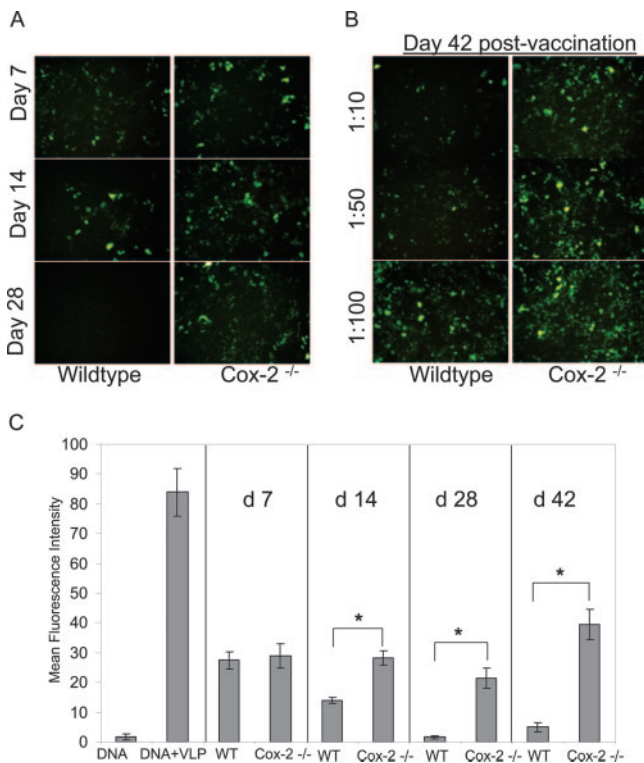 A
Day 7
Day 14
Day 28
Wildtype
Cox-2 -/-
B
Day 42 post-vaccination
1:10
1:50
1:100
Wildtype
Cox-2 -/-
C
Mean Fluorescence Intensity
100
90
80
70
60
50
40
30
20
10
0
d 7
d 14
d 28
d 42
*
*
*
DNA
DNA+VLP
WT
Cox-2 -/-
WT
Cox-2 -/-
WT
Cox-2 -/-
WT
Cox-2 -/-